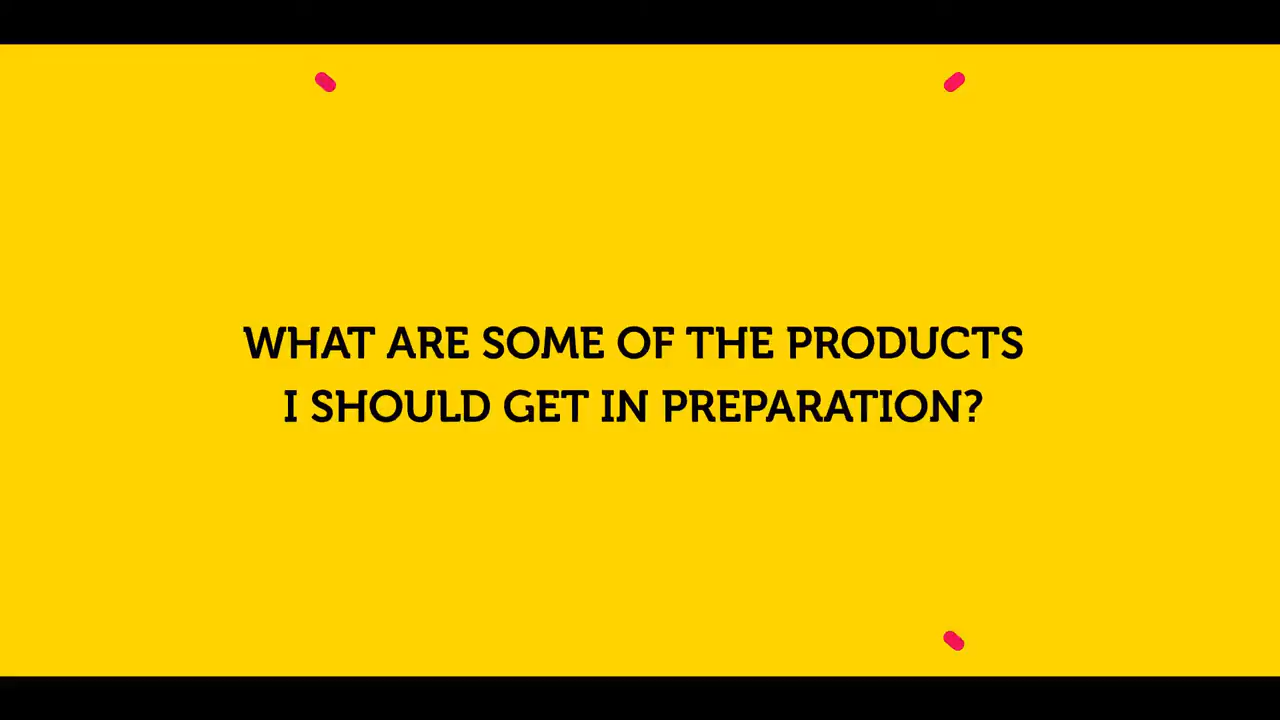 WHAT ARE SOME OF THE PRODUCTS
I SHOULD GET IN PREPARATION?